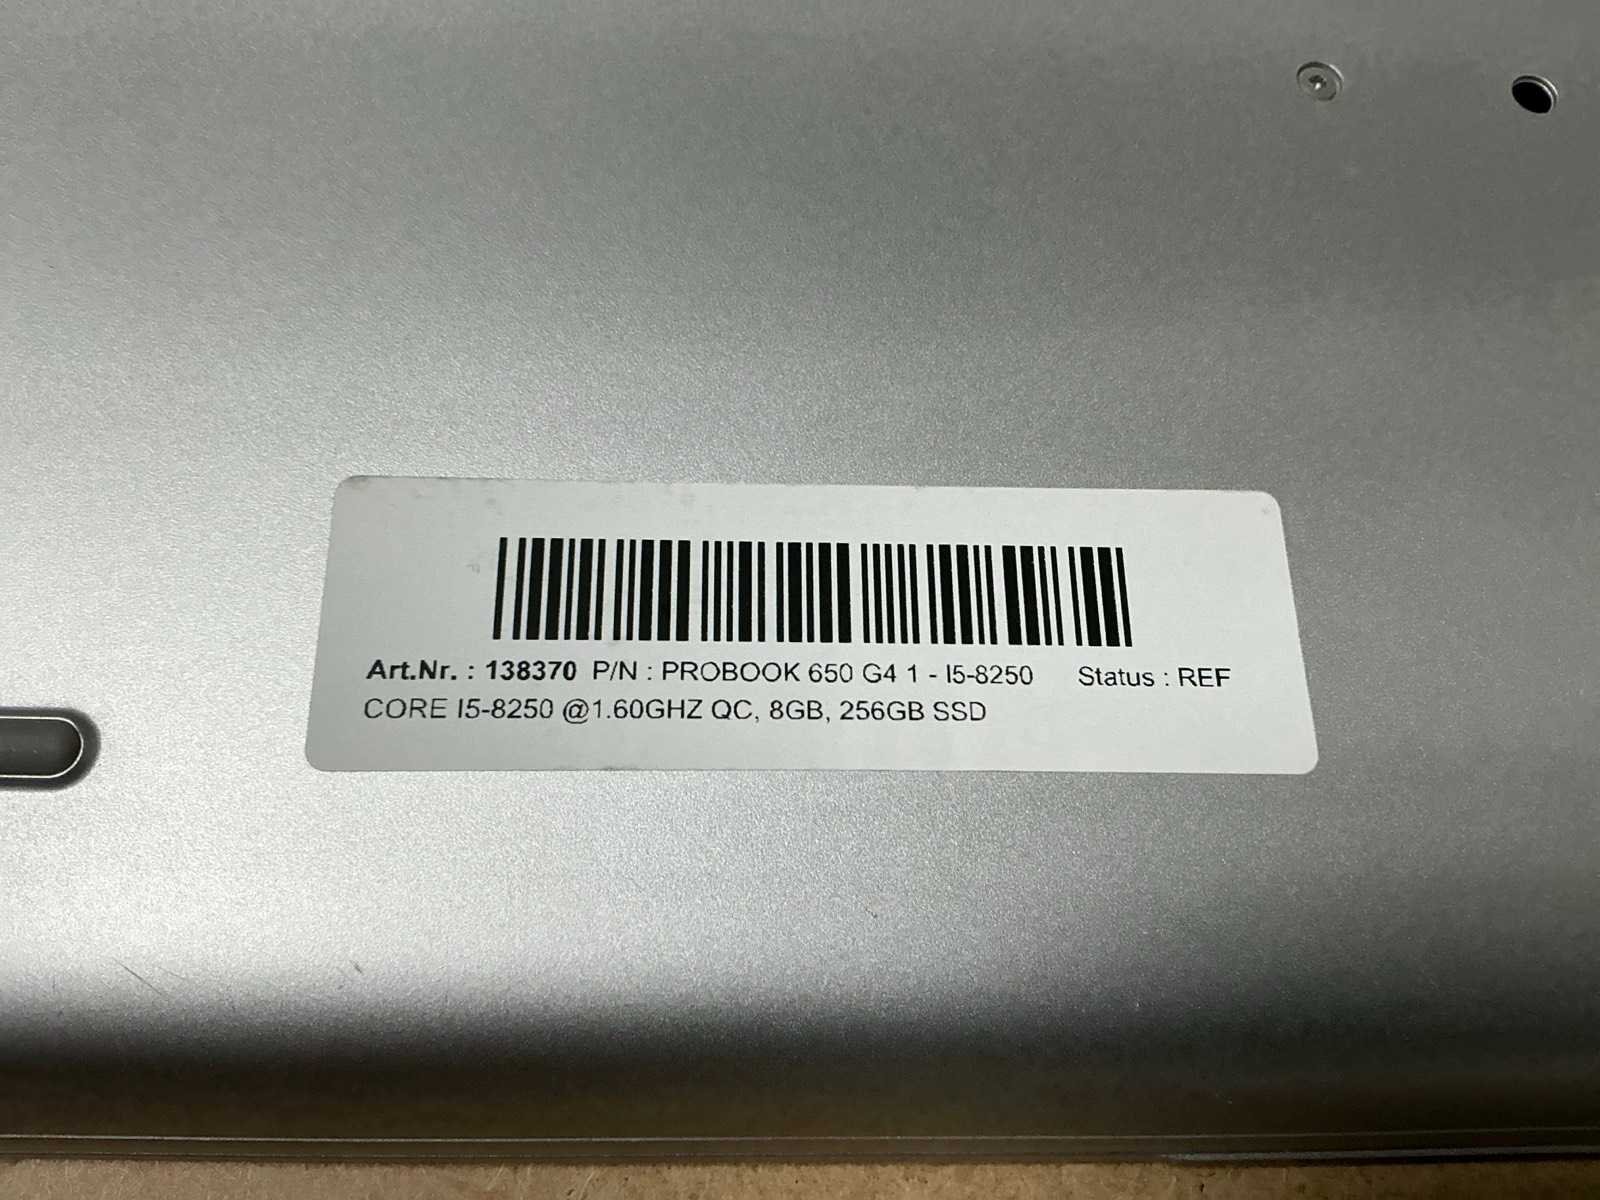 Art.Nr. : 138370 P/N : PROBOOK 650 G4 1 - I5-8250 Status : REF
CORE I5-8250 @1.60GHZ QC, 8GB, 256GB SSD